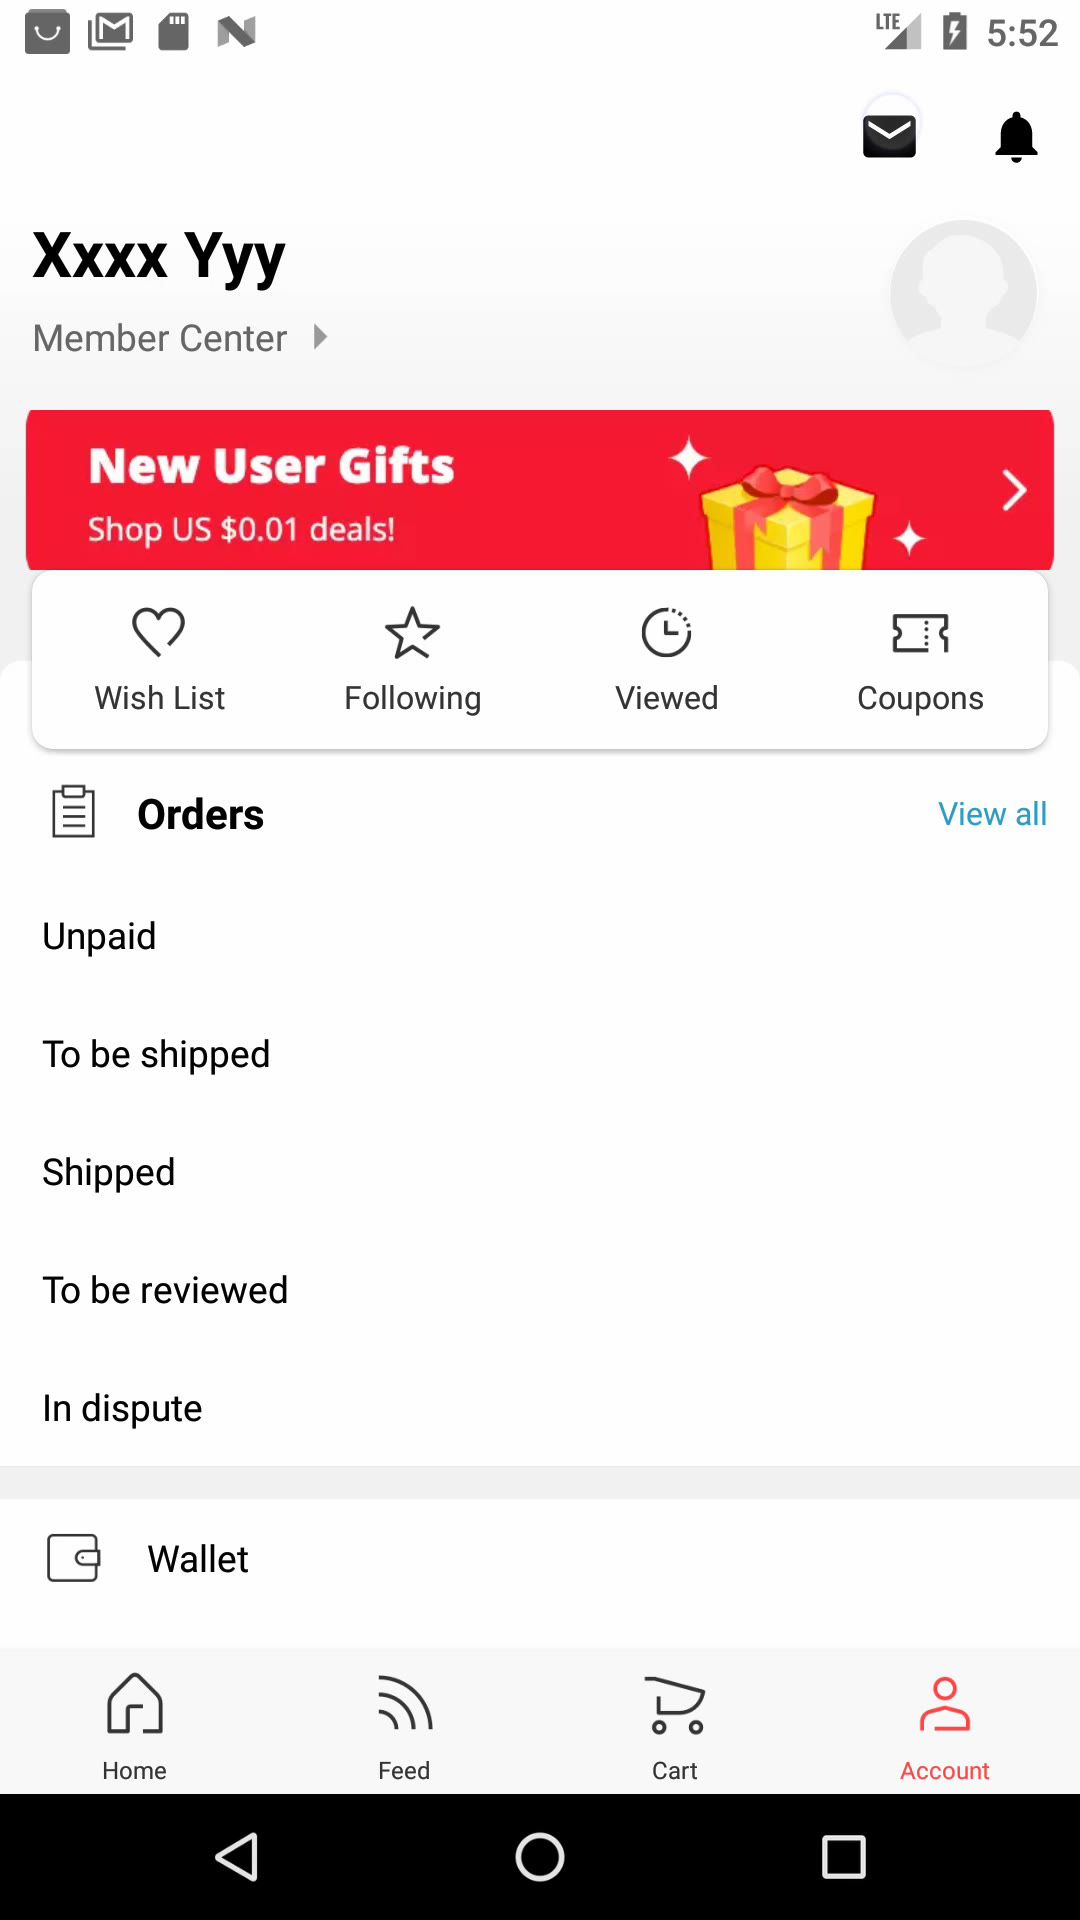 LTE 5:52
Xxxx Yyy
Member Center
New User Gifts
Shop US $0.01 deals!
Wish List Following Viewed Coupons
Orders View all
Unpaid
To be shipped
Shipped
To be reviewed
In dispute
Wallet
Home Feed Cart Account